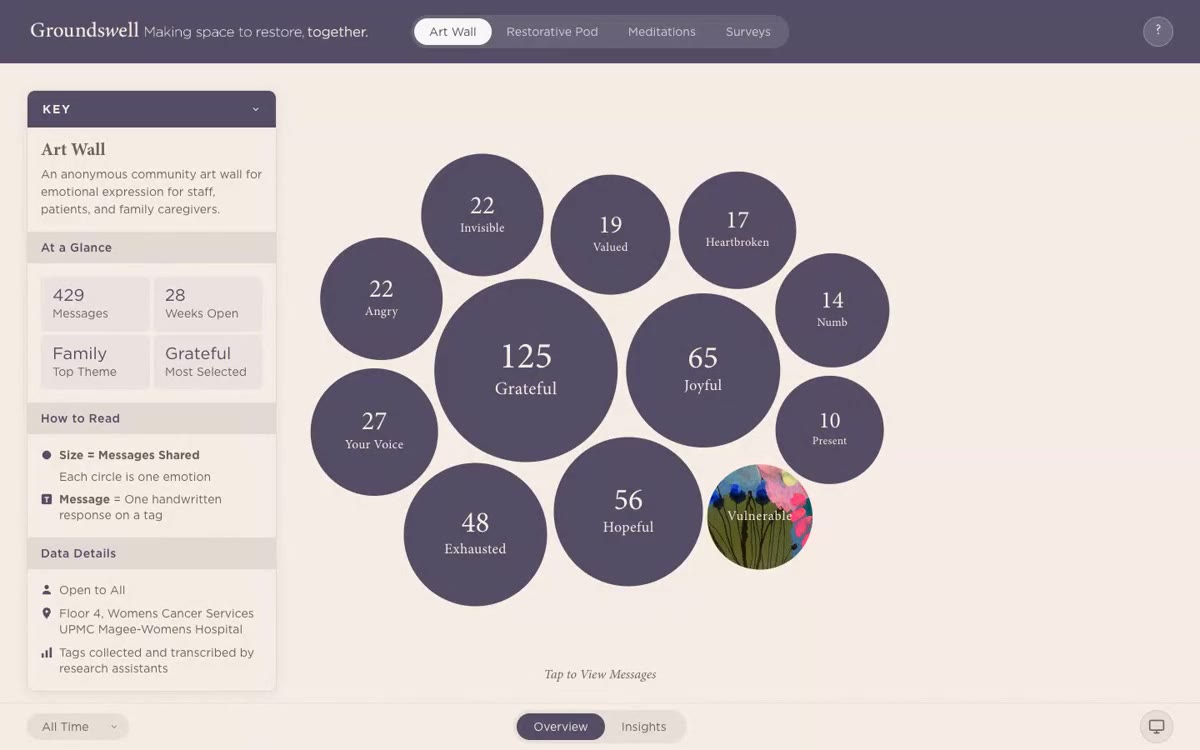 Groundswell Making space to restore, together.
Art Wall
Restorative Pod
Meditations
Surveys
?
KEY
Art Wall
An anonymous community art wall for
emotional expression for staff,
patients, and family caregivers.
At a Glance
429
Messages
28
Weeks Open
Family
Top Theme
Grateful
Most Selected
How to Read
Size = Messages Shared
Each circle is one emotion
T Message = One handwritten
response on a tag
Data Details
Open to All
Floor 4, Womens Cancer Services
UPMC Magee-Womens Hospital
Tags collected and transcribed by
research assistants
22
Invisible
19
Valued
17
Heartbroken
22
Angry
14
Numb
125
Grateful
65
Joyful
27
Your Voice
10
Present
48
Exhausted
56
Hopeful
Vulnerable
Tap to View Messages
All Time
Overview
Insights